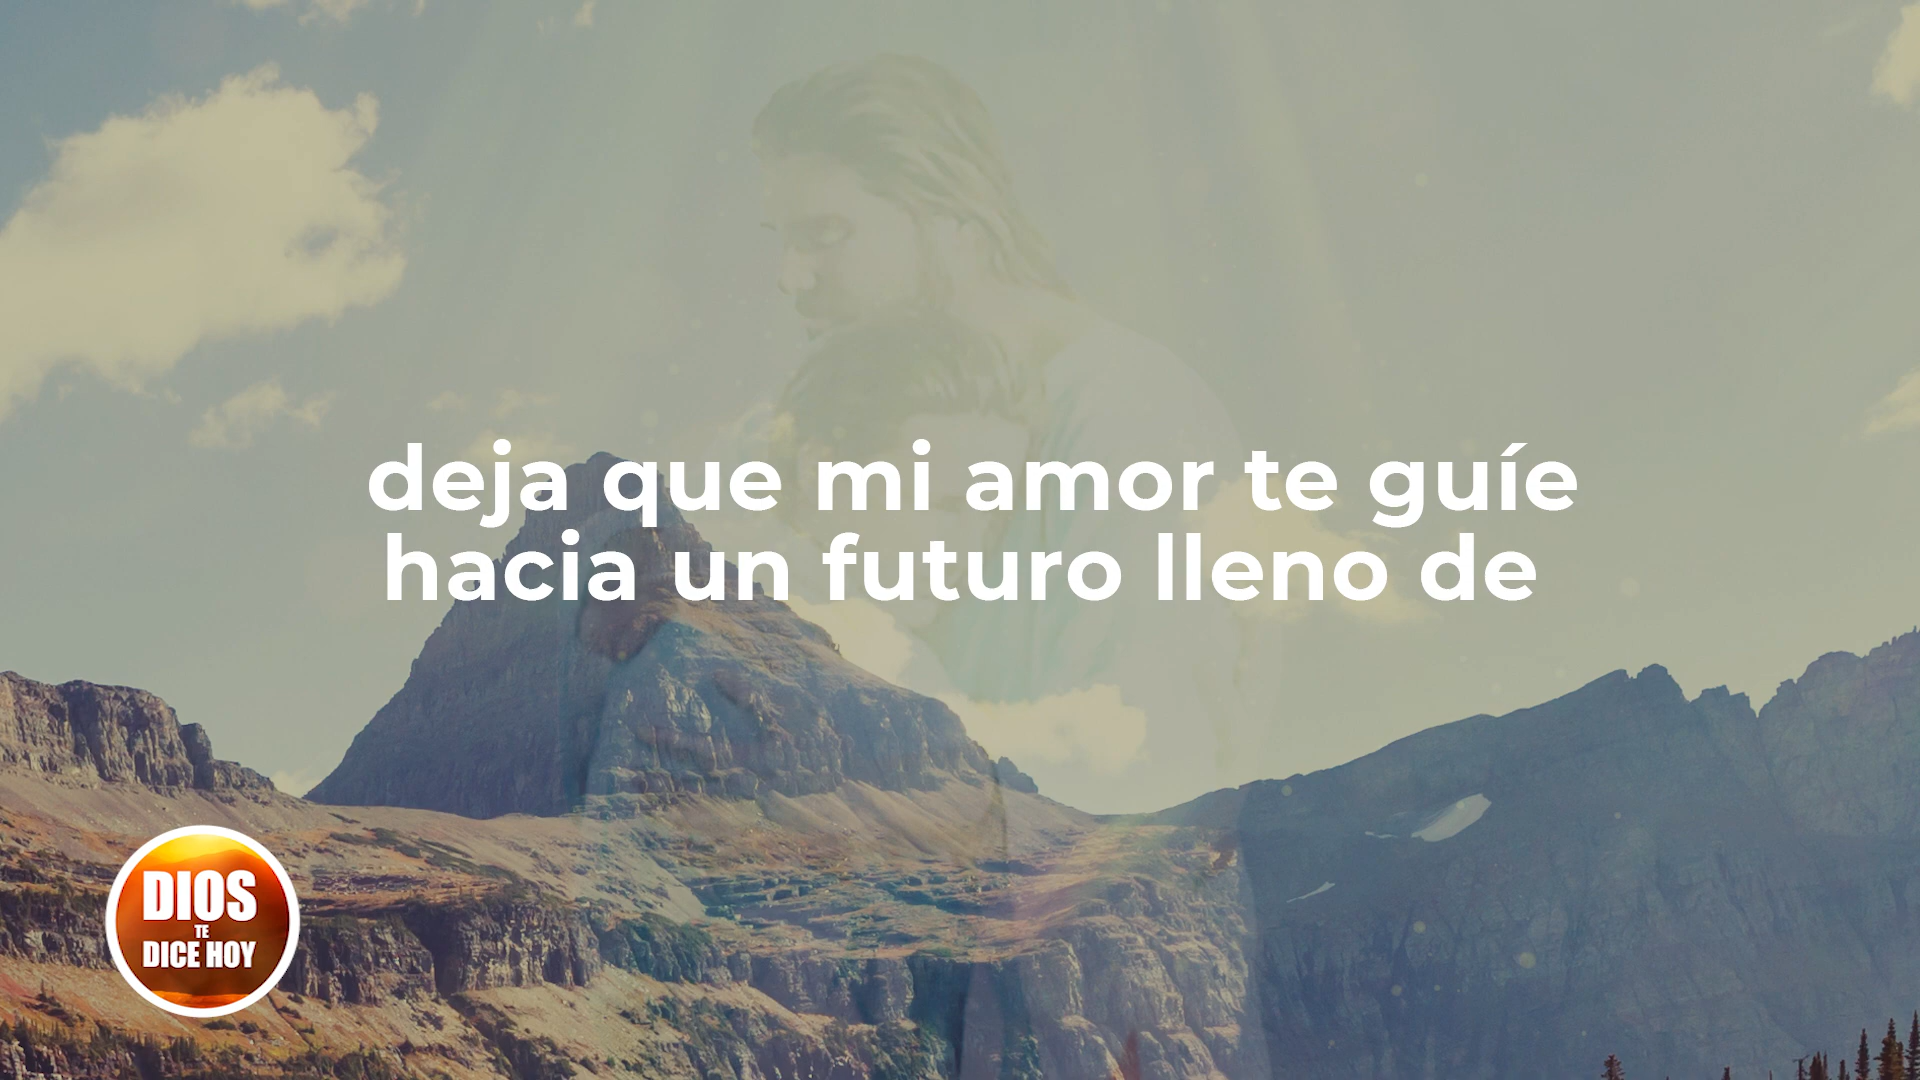 deja que mi amor te guíe
hacia un futuro lleno de
DIOS
TE
DICE HOY